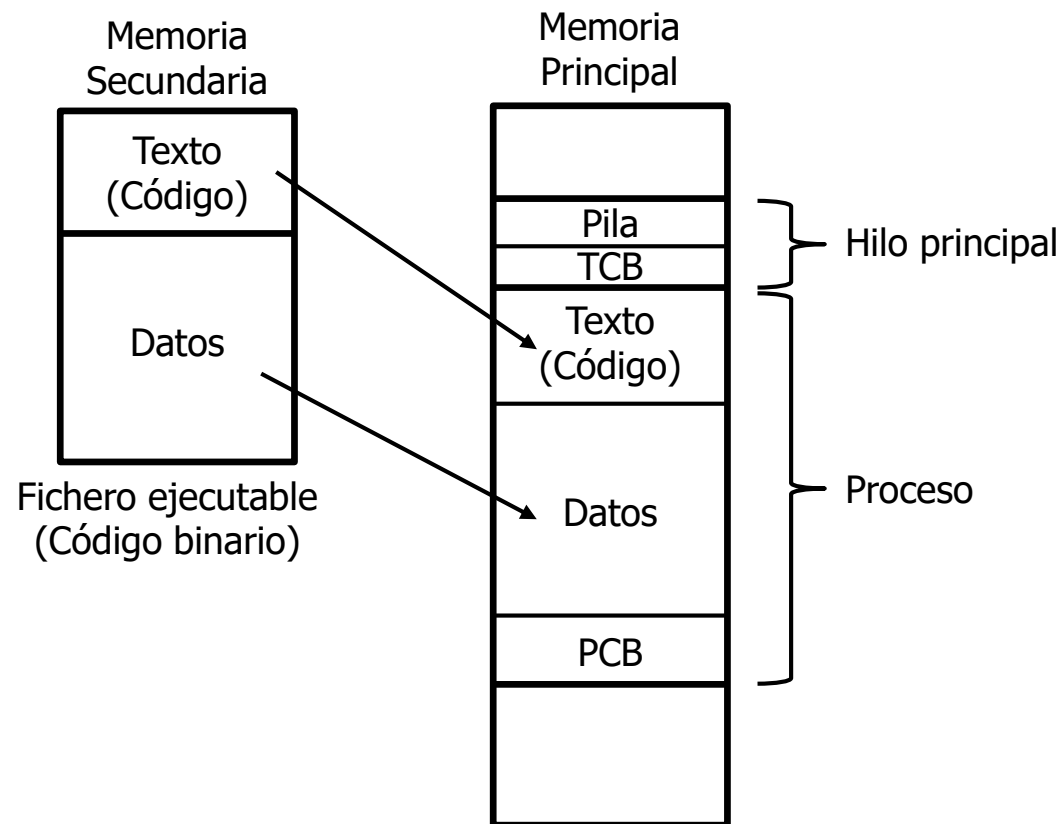 Memoria
Secundaria
Texto
(Código)
Datos
Fichero ejecutable
(Código binario)
Memoria
Principal
Pila
TCB
Texto
(Código)
Datos
PCB
Hilo principal
Proceso